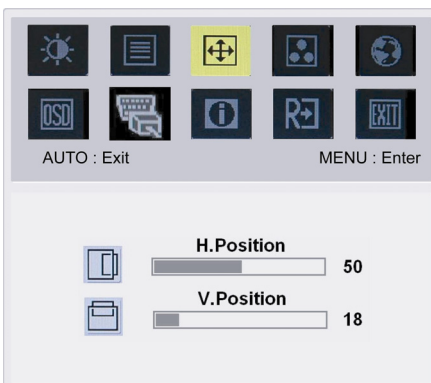 OSD
i
R
EXIT
AUTO : Exit
MENU : Enter
H.Position
50
V.Position
18